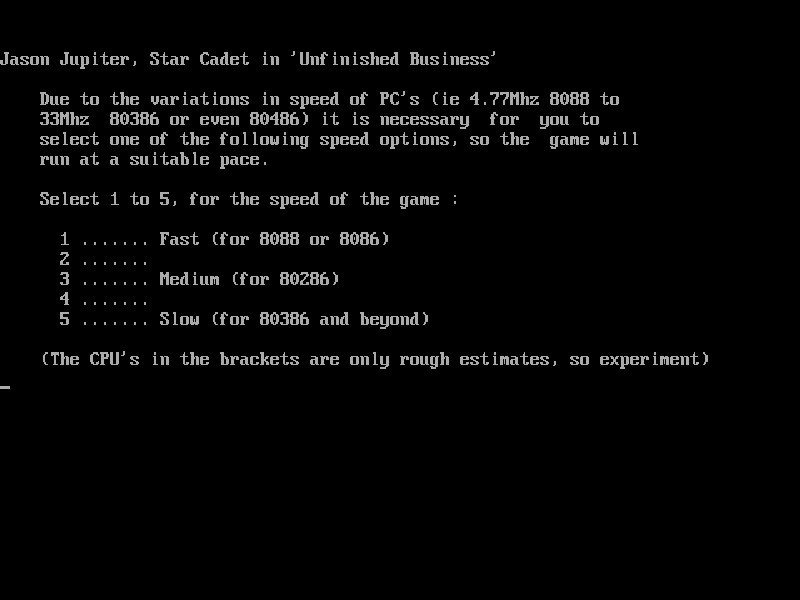 Jason Jupiter, Star Cadet in 'Unfinished Business'
Due to the variations in speed of PC's (ie 4.77Mhz 8088 to
33Mhz  80386 or even 80486) it is necessary  for  you to
select one of the following speed options, so the  game will
run at a suitable pace.
Select 1 to 5, for the speed of the game :
1 ....... Fast (for 8088 or 8086)
2 .......
3 ....... Medium (for 80286)
4 .......
5 ....... Slow (for 80386 and beyond)
(The CPU's in the brackets are only rough estimates, so experiment)